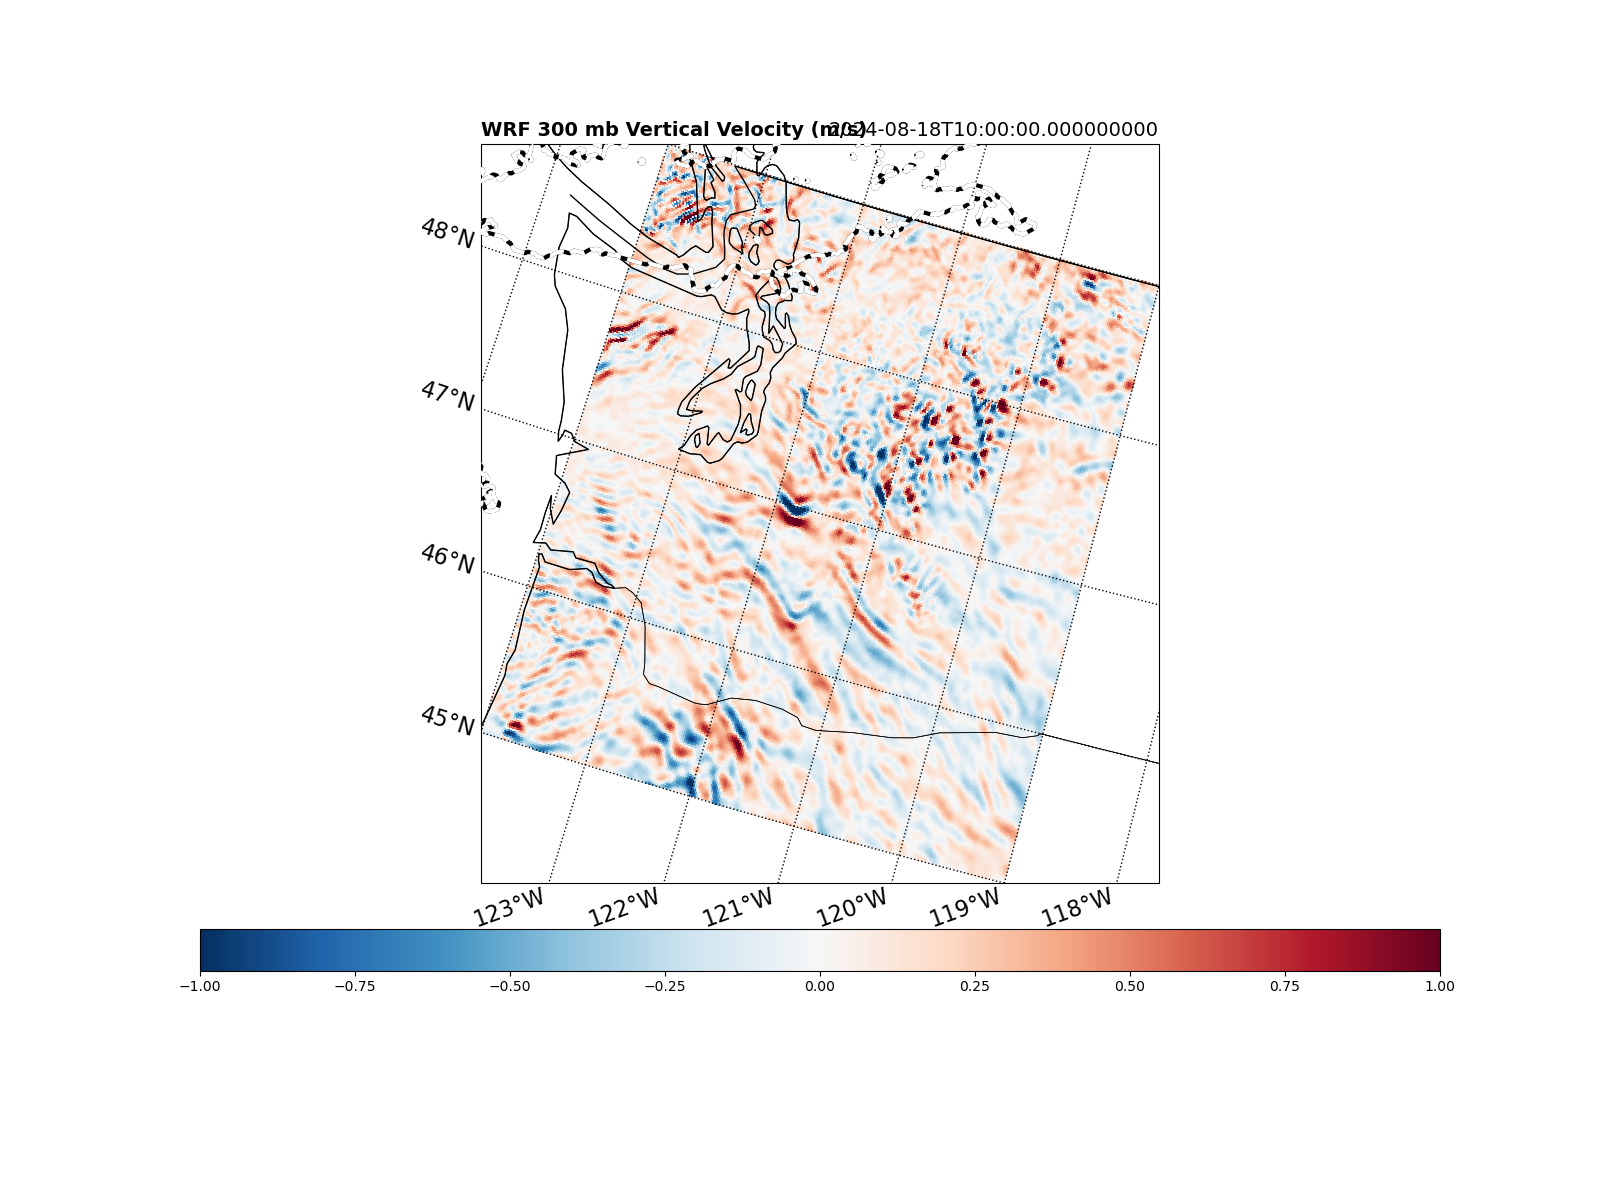 WRF 300 mb Vertical Velocity (m/s)
2024-08-18T10:00:00.000000000
48°N
47°N
46°N
45°N
123°W 122°W 121°W 120°W 119°W 118°W
−1.00 −0.75 −0.50 −0.25 0.00 0.25 0.50 0.75 1.00